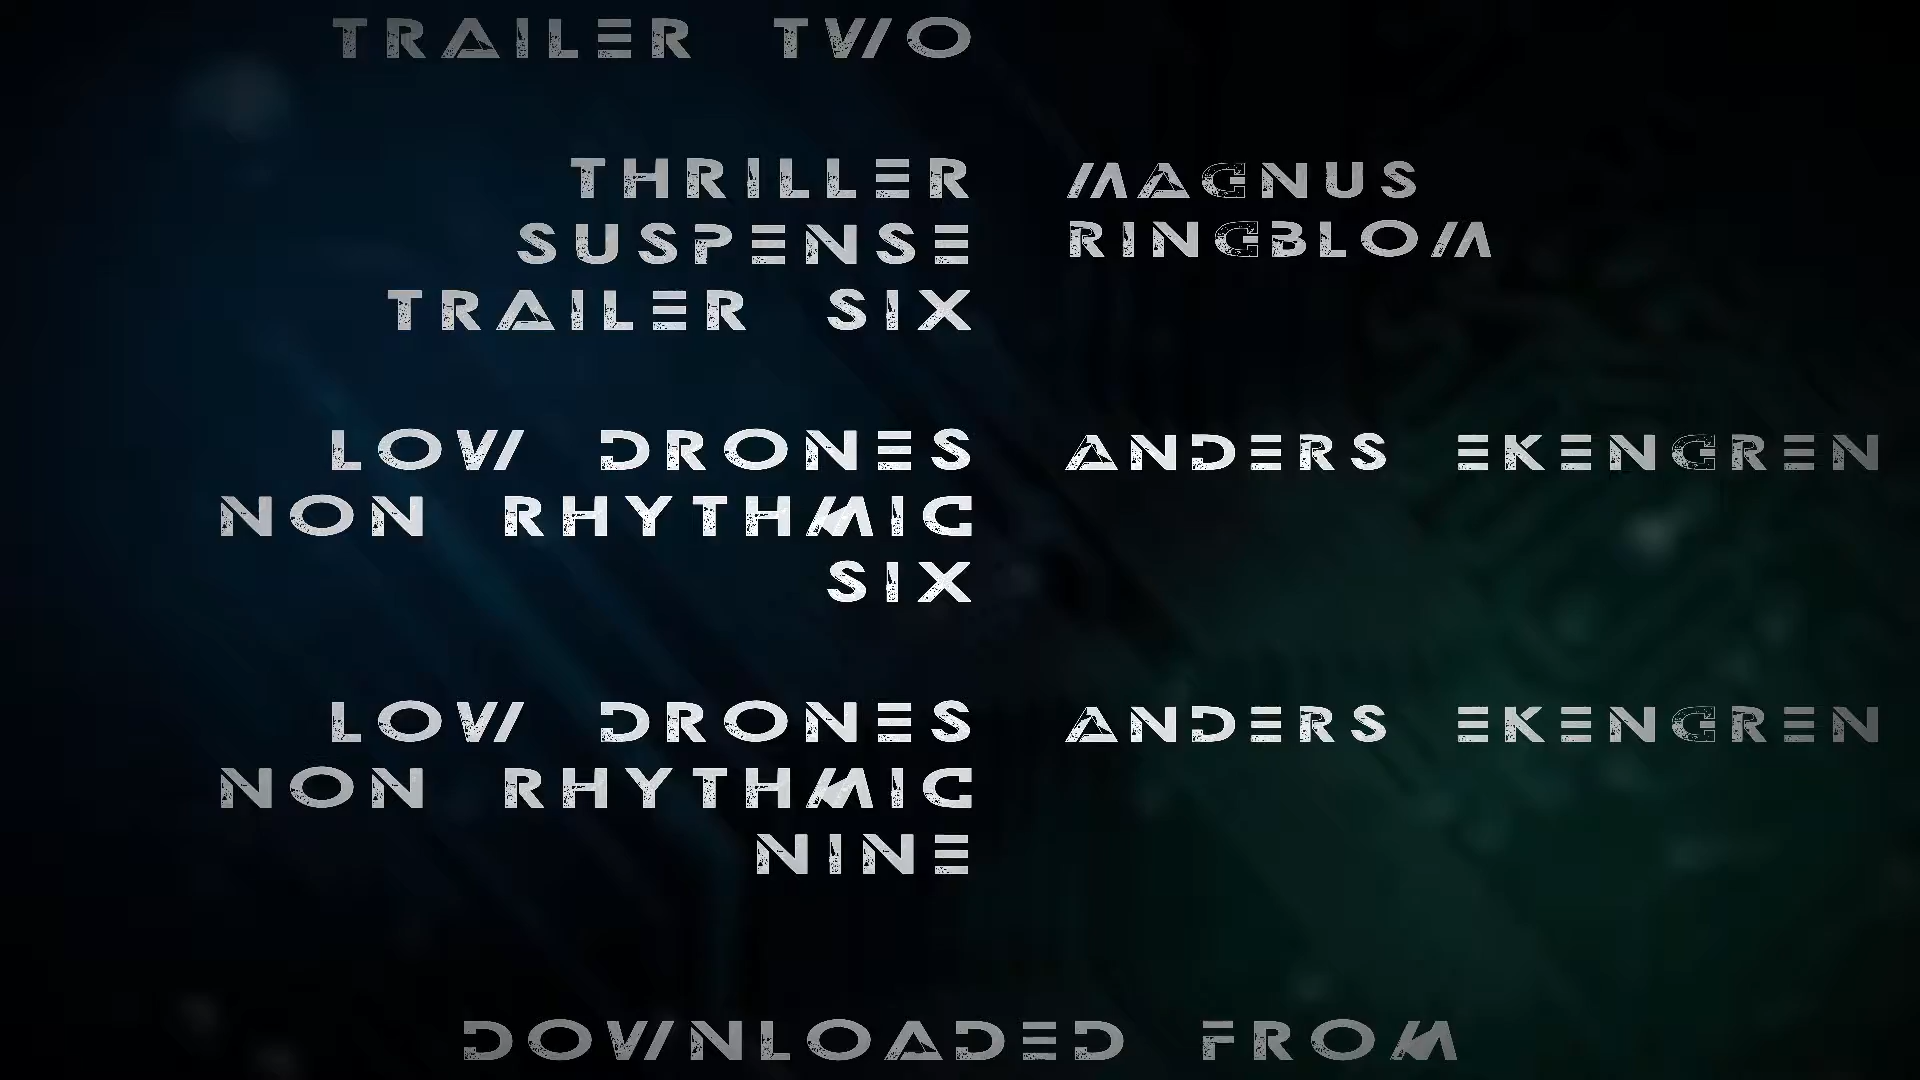 TRAILER TWO
THRILLER
SUSPENSE
TRAILER SIX
MAGNUS
RINGBLOM
LOW DRONES
NON RHYTHMIC
SIX
ANDERS EKENGREN
LOW DRONES
NON RHYTHMIC
NINE
ANDERS EKENGREN
DOWNLOADED FROM